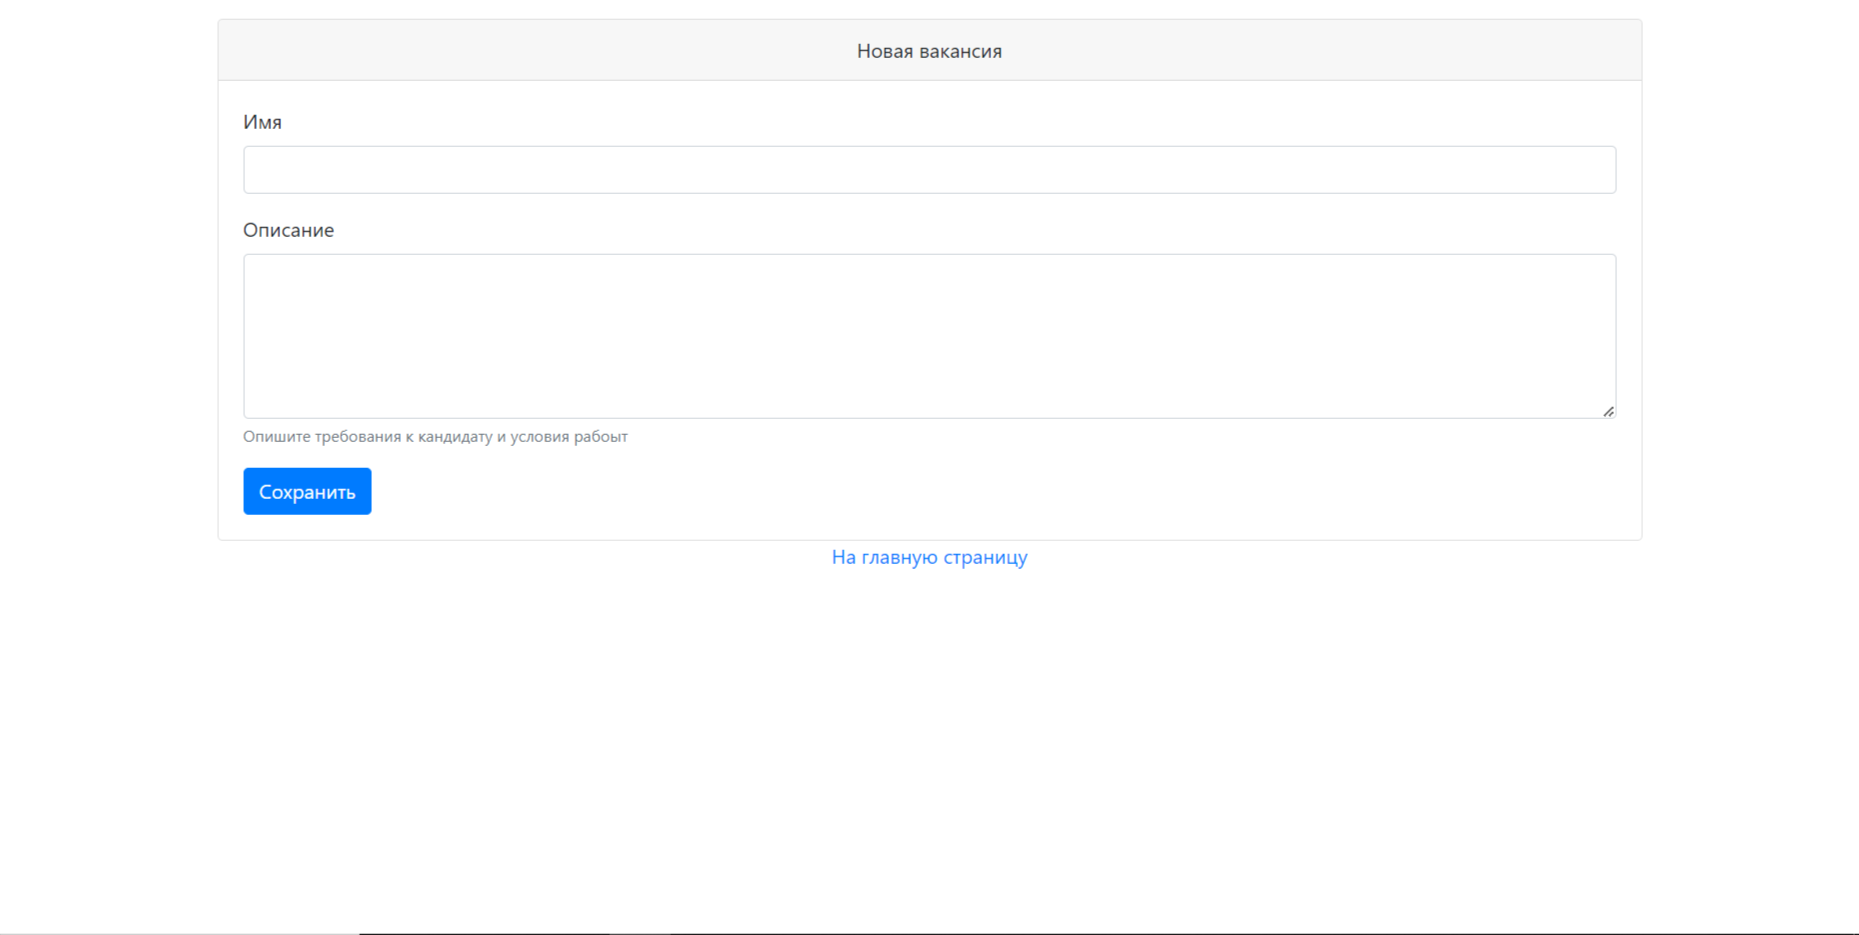 Новая вакансия
Имя
Описание
Опишите требования к кандидату и условия рабоыт
Сохранить
На главную страницу